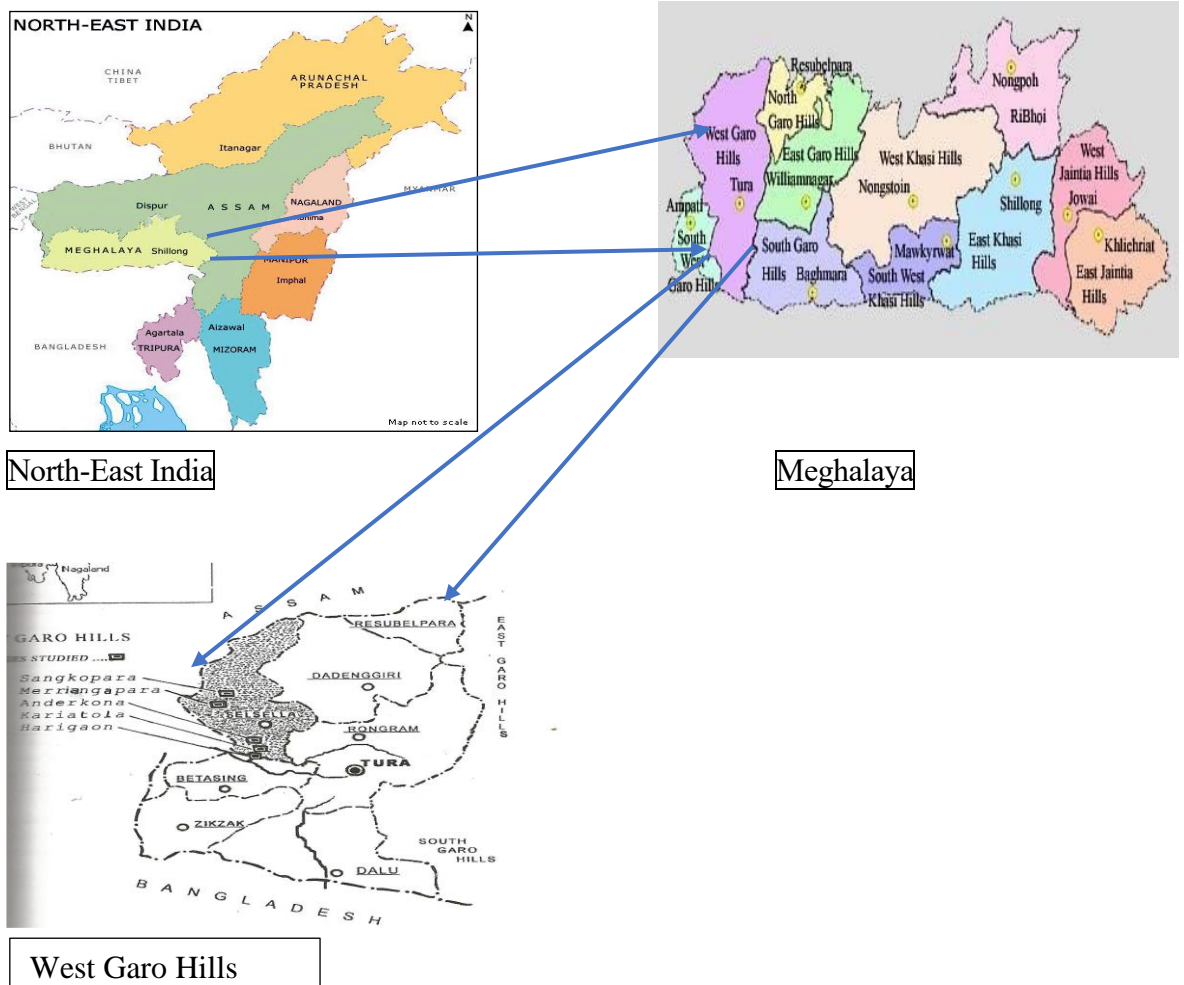 NORTH-EAST INDIA
N
CHINA
TIBET
ARUNACHAL
PRADESH
BHUTAN
Itanagar
WEST
BENGAL
Dispur
ASSAM
NAGALAND
MYANMAR
MEGHALAYA Shillong
MANIPUR
Imphal
Agartala
TRIPURA
Aizawal
MIZORAM
BANGLADESH
Map not to scale
North-East India
Resubelpara
North
Garo Hills
Nongpoh
RiBhoi
West Garo
Hills
East Garo Hills
West Khasi Hills
West
Jaintia Hills
Tura
Williamnagar
Nongstoin
Shillong
Jowai
Ampati
South
West
Garo Hills
South Garo
Hills
Baghmara
Mawkyrwat
South West
Khasi Hills
East Khasi
Hills
Khliehriat
East Jaintia
Hills
Meghalaya
Nagaland
GARO HILLS
ES STUDIED ....
Sangkopara
Merriangapara
Anderkona
Kariatola
Harigaon
ASSAM
RESUBELPARA
EAST GARO HILLS
DADENGGIRI
SELSELLA
RONGRAM
TURA
BETASING
ZIKZAK
SOUTH
GARO
HILLS
DALU
BANGLADESH
West Garo Hills